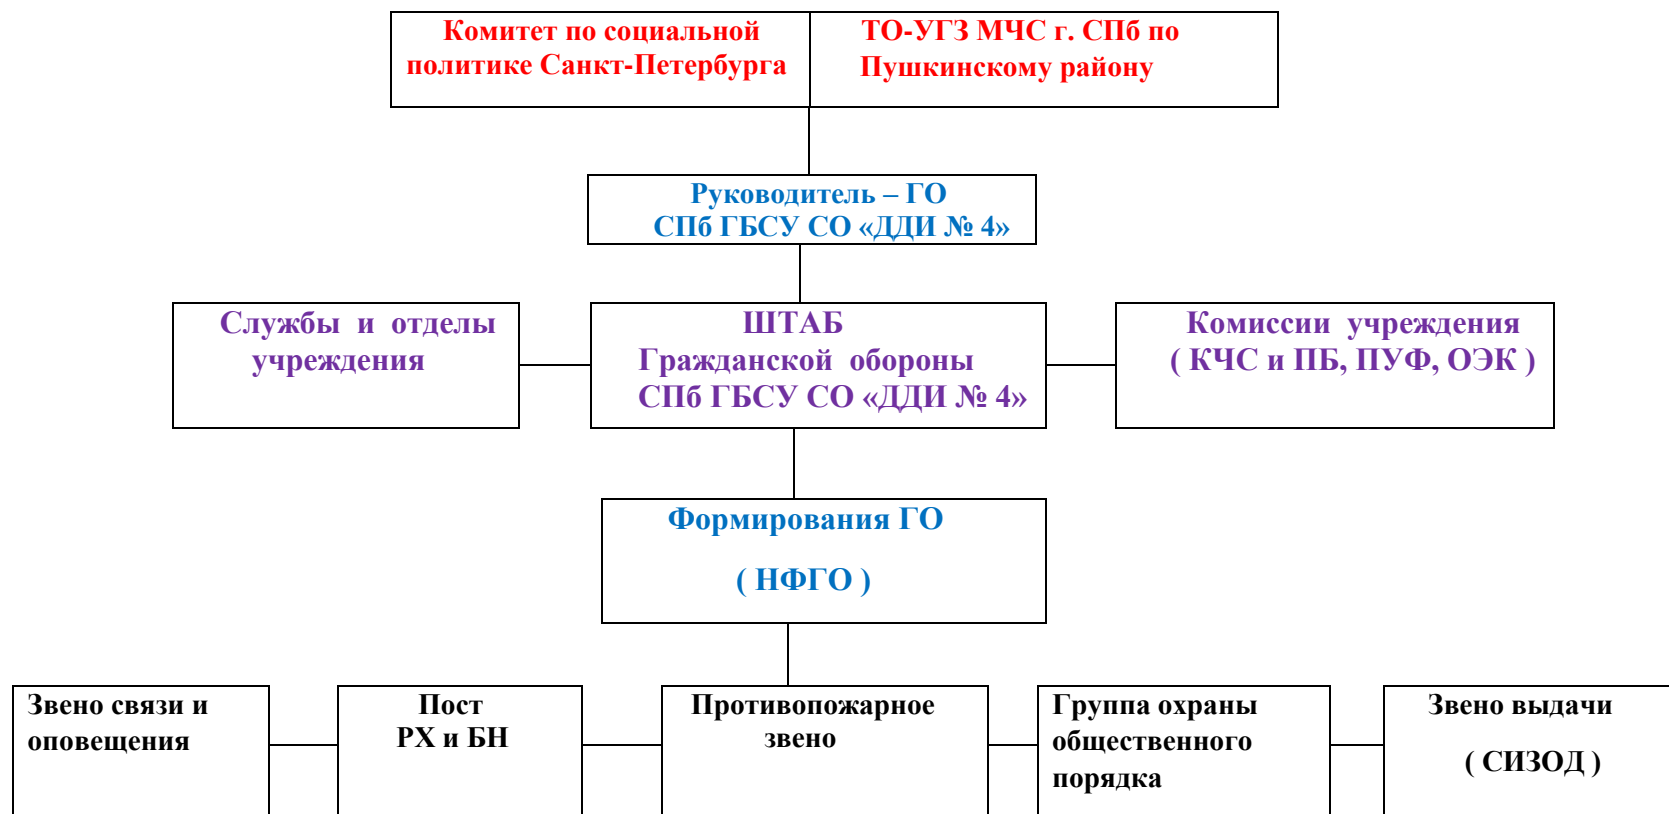 Комитет по социальной
политике Санкт-Петербурга
ТО-УГЗ МЧС г. СПб по
Пушкинскому району
Руководитель – ГО
СПб ГБСУ СО «ДДИ № 4»
Службы и отделы
учреждения
ШТАБ
Гражданской обороны
СПб ГБСУ СО «ДДИ № 4»
Комиссии учреждения
( КЧС и ПБ, ПУФ, ОЭК )
Формирования ГО
( НФГО )
Звено связи и
оповещения
Пост
РХ и БН
Противопожарное
звено
Группа охраны
общественного
порядка
Звено выдачи
( СИЗОД )